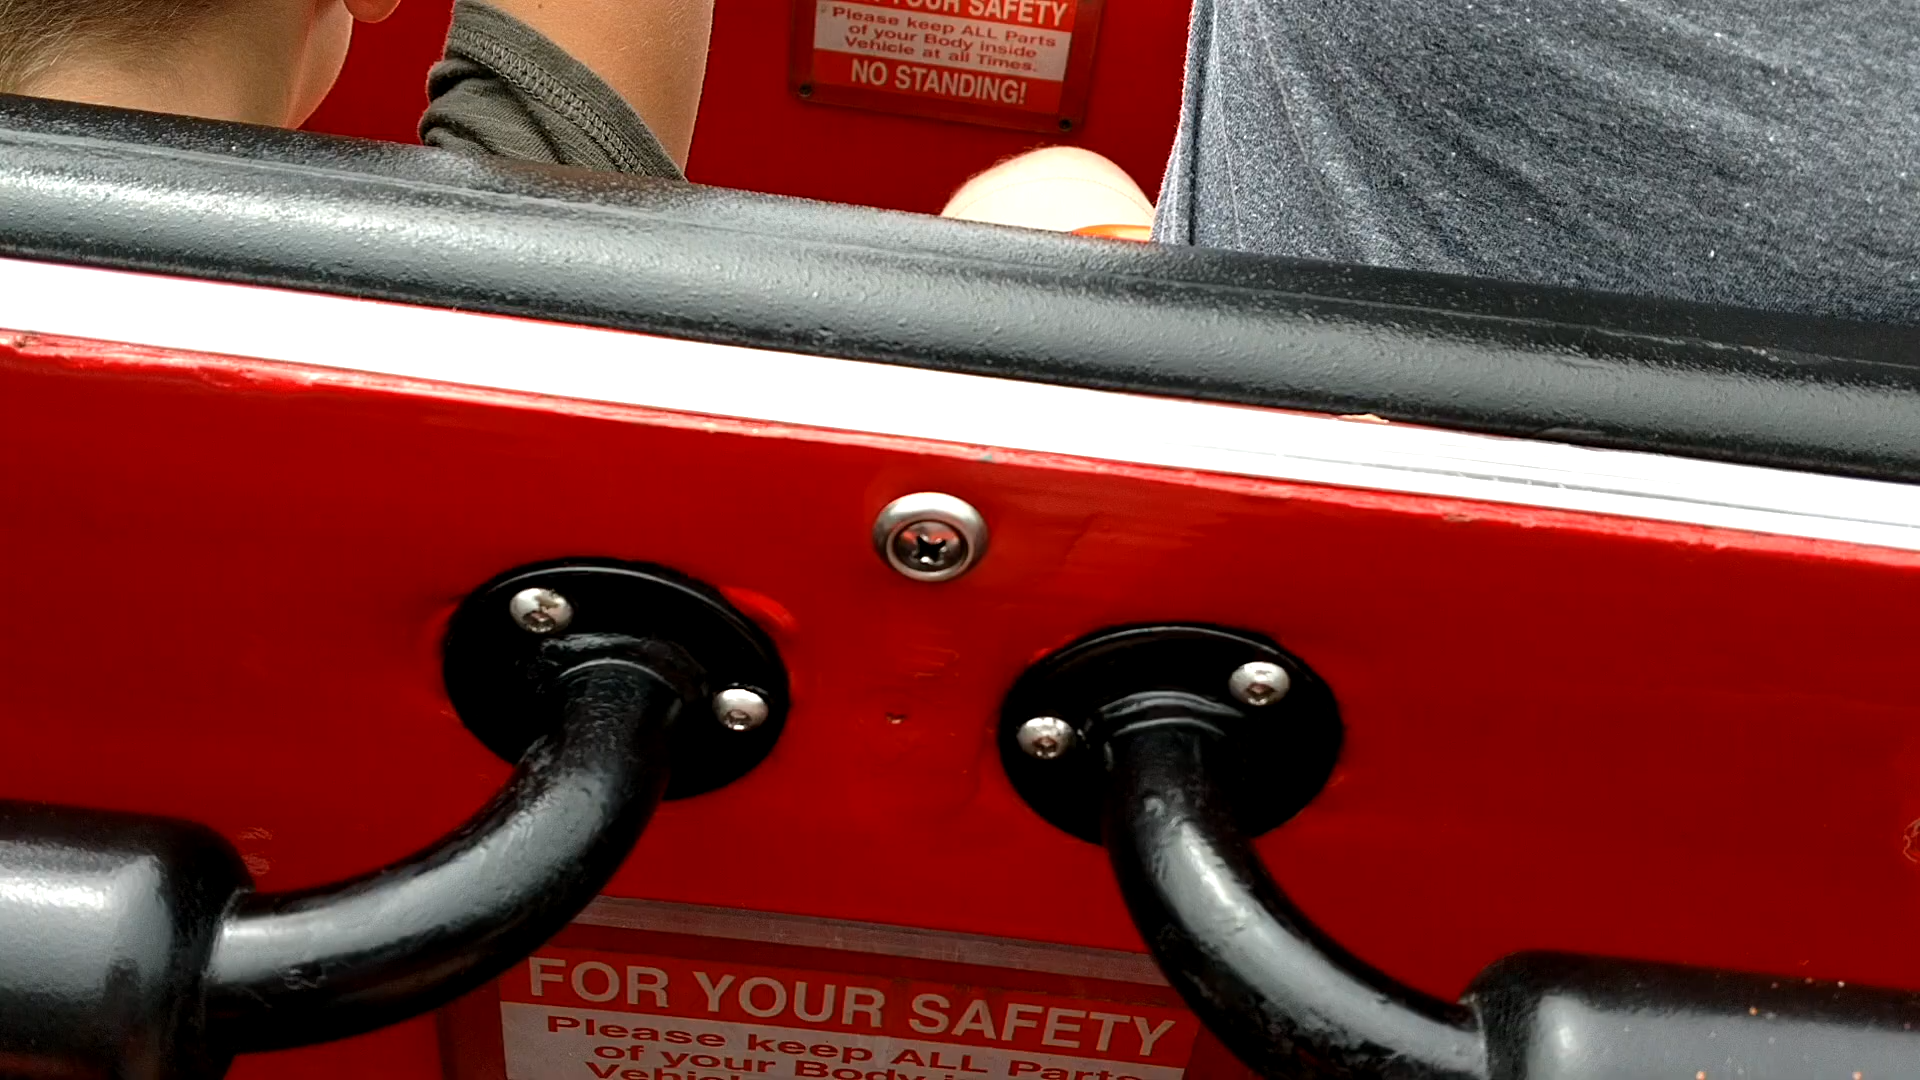 YOUR SAFETY
Please keep ALL Parts
of your Body inside
Vehicle at all Times.
NO STANDING!
FOR YOUR SAFETY
Please keep ALL Parts
of your Body